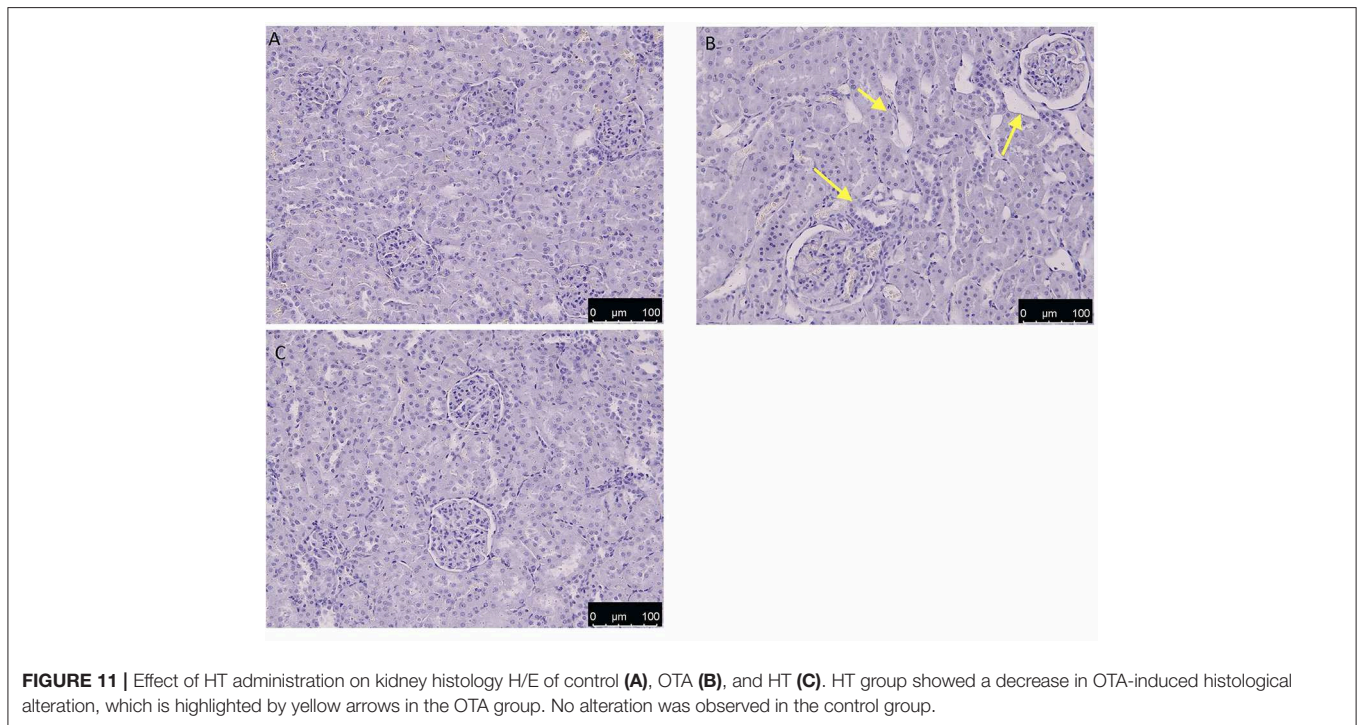 A
B
0 µm 100
0 µm 100
C
0 µm 100
FIGURE 11 | Effect of HT administration on kidney histology H/E of control (A), OTA (B), and HT (C). HT group showed a decrease in OTA-induced histological
alteration, which is highlighted by yellow arrows in the OTA group. No alteration was observed in the control group.